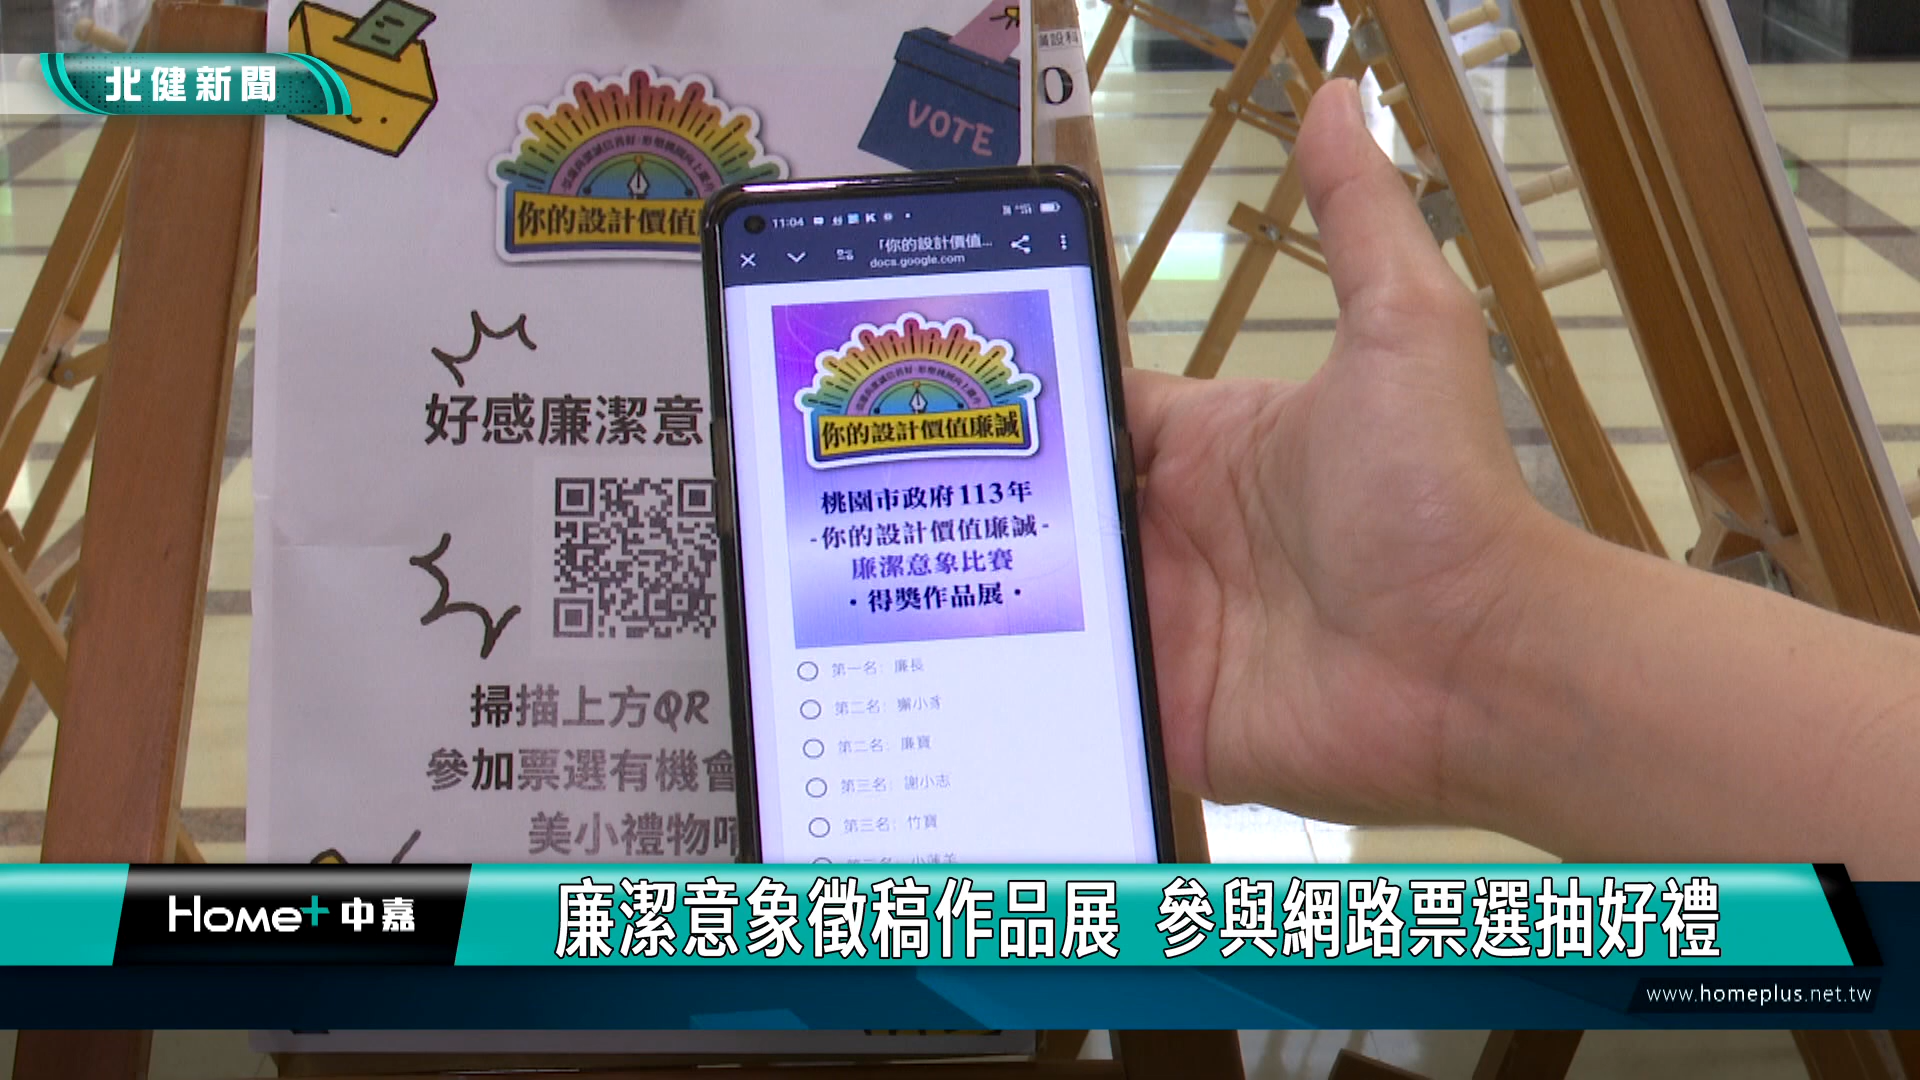 北健新聞
VOTE
廣設科
你的設計價值
好感廉潔意
掃描上方QR
參加票選有機會
美小禮物唷
11:04
「你的設計價值...
docs.google.com
你的設計價值廉誠
桃園市政府113年
-你的設計價值廉誠-
廉潔意象比賽
・得獎作品展・
第一名：廉長
第二名：獬小豸
第二名：廉寶
第三名：謝小志
第三名：竹寶
Home+中嘉
廉潔意象徵稿作品展 參與網路票選抽好禮
www.homeplus.net.tw